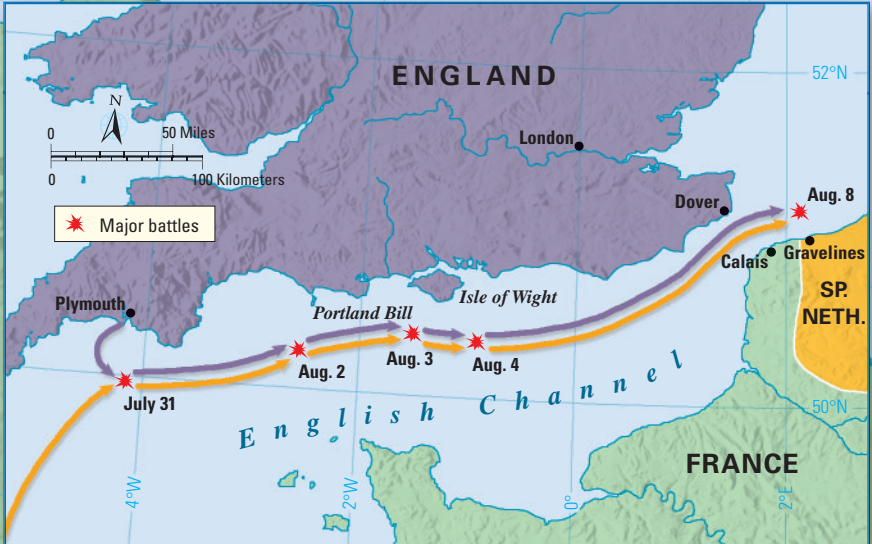 ENGLAND
52°N
N
0 50 Miles
0 100 Kilometers
London
Major battles
Dover
Aug. 8
Calais
Gravelines
SP.
NETH.
Plymouth
Portland Bill
Isle of Wight
Aug. 2
Aug. 3
Aug. 4
July 31
English Channel
50°N
FRANCE
4°W
2°W
0°
2°E